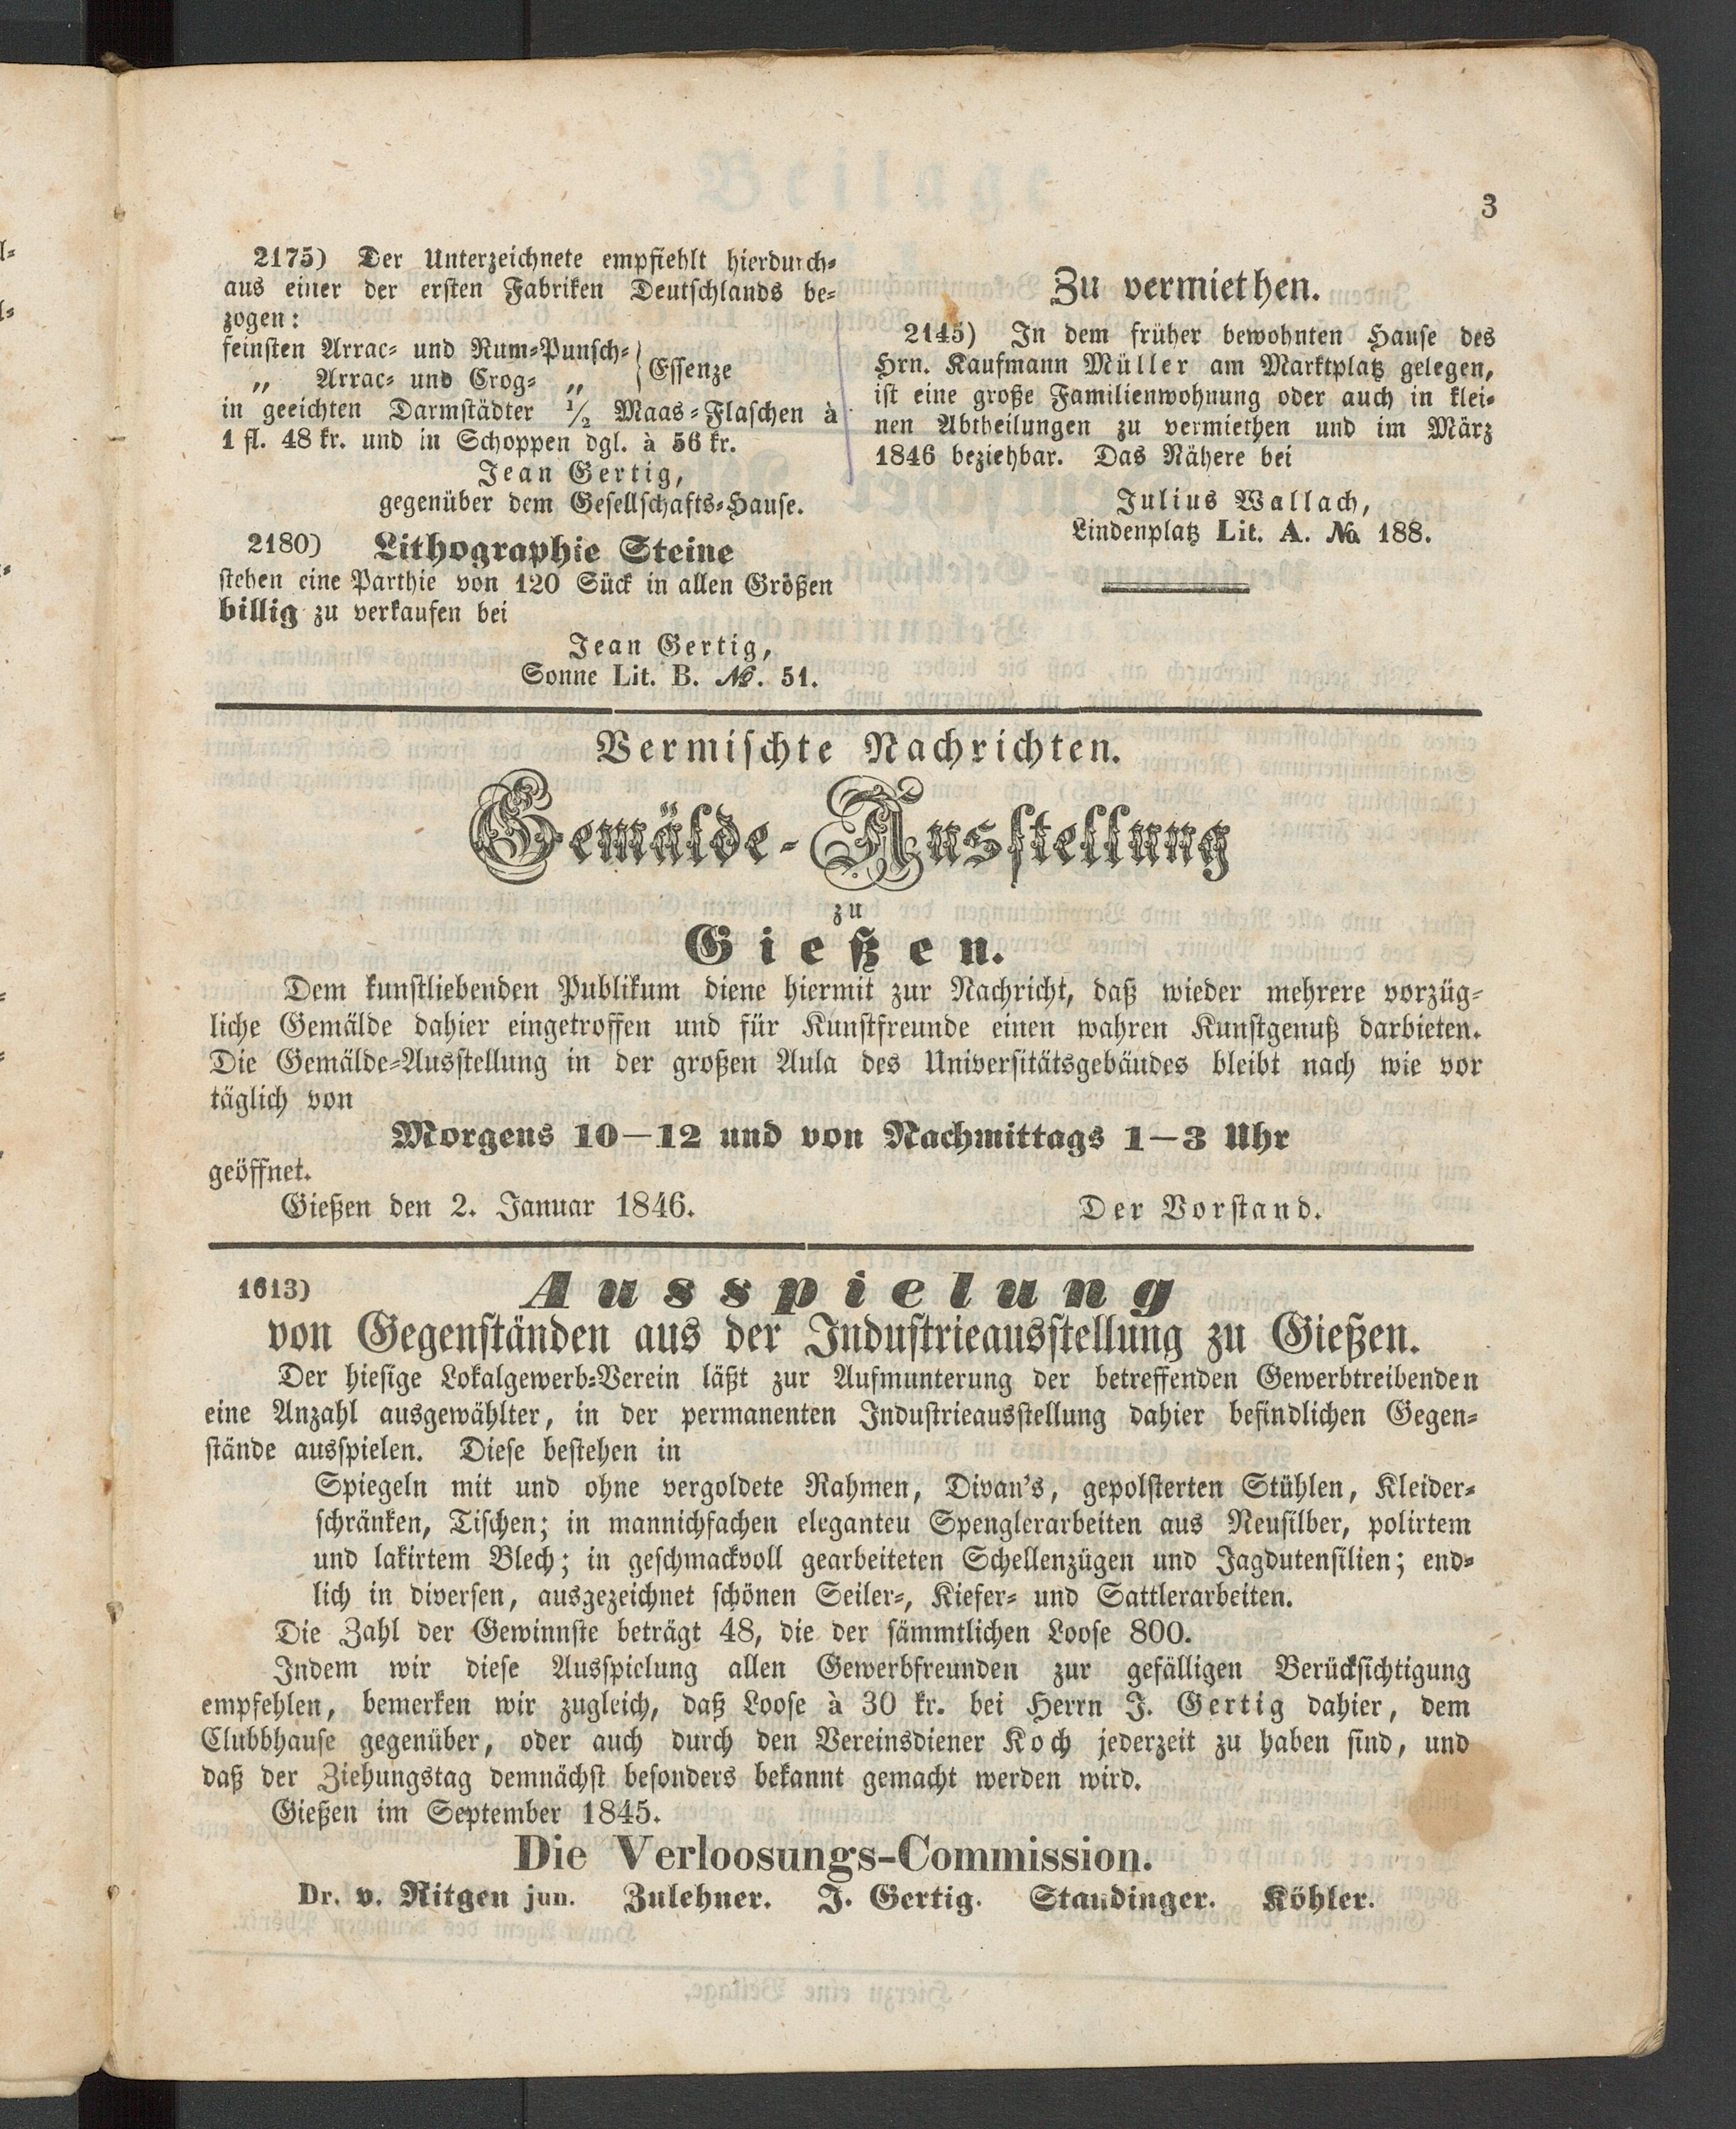 3
2175) Der Unterzeichnete empfiehlt hierdurch-
aus einer der ersten Fabriken Deutschlands be-
zogen:
feinsten Arrac- und Rum-Punsch-
„ Arrac- und Crog- „ } Essenze
in geeichten Darmstädter ½ Maas-Flaschen à
1 fl. 48 kr. und in Schoppen dgl. à 56 kr.
Jean Gertig,
gegenüber dem Gesellschafts-Hause.
2180) Lithographie Steine
stehen eine Parthie von 120 Sück in allen Größen
billig zu verkaufen bei
Jean Gertig,
Sonne Lit. B. №. 51.
Zu vermiethen.
2145) In dem früher bewohnten Hause des
Hrn. Kaufmann Müller am Marktplatz gelegen,
ist eine große Familienwohnung oder auch in klei-
nen Abtheilungen zu vermiethen und im März
1846 beziehbar. Das Nähere bei
Julius Wallach,
Lindenplatz Lit. A. № 188.
Vermischte Nachrichten.
Gemälde-Ausstellung
zu
Gießen.
Dem kunstliebenden Publikum diene hiermit zur Nachricht, daß wieder mehrere vorzüg-
liche Gemälde dahier eingetroffen und für Kunstfreunde einen wahren Kunstgenuß darbieten.
Die Gemälde-Ausstellung in der großen Aula des Universitätsgebäudes bleibt nach wie vor
täglich von
Morgens 10—12 und von Nachmittags 1—3 Uhr
geöffnet.
Gießen den 2. Januar 1846. Der Vorstand.
1613) Ausspielung
von Gegenständen aus der Industrieausstellung zu Gießen.
Der hiesige Lokalgewerb-Verein läßt zur Aufmunterung der betreffenden Gewerbtreibenden
eine Anzahl ausgewählter, in der permanenten Industrieausstellung dahier befindlichen Gegen-
stände ausspielen. Diese bestehen in
Spiegeln mit und ohne vergoldete Rahmen, Divan's, gepolsterten Stühlen, Kleider-
schränken, Tischen; in mannichfachen eleganteu Spenglerarbeiten aus Neusilber, polirtem
und lakirtem Blech; in geschmackvoll gearbeiteten Schellenzügen und Jagdutensilien; end-
lich in diversen, ausgezeichnet schönen Seiler-, Kiefer- und Sattlerarbeiten.
Die Zahl der Gewinnste beträgt 48, die der sämmtlichen Loose 800.
Indem wir diese Ausspielung allen Gewerbfreunden zur gefälligen Berücksichtigung
empfehlen, bemerken wir zugleich, daß Loose à 30 kr. bei Herrn J. Gertig dahier, dem
Clubbhause gegenüber, oder auch durch den Vereinsdiener Koch jederzeit zu haben sind, und
daß der Ziehungstag demnächst besonders bekannt gemacht werden wird.
Gießen im September 1845.
Die Verloosungs-Commission.
Dr. v. Ritgen jun. Zulehner. J. Gertig. Staudinger. Köhler.